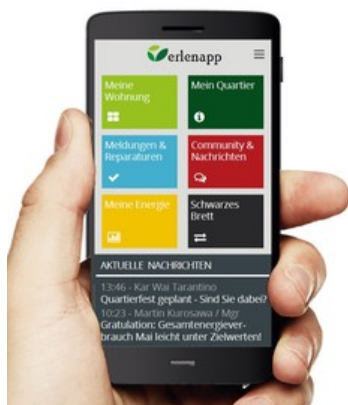 erlenapp
Meine
Wohnung
Mein Quartier
Meldungen &
Reparaturen
Community &
Nachrichten
Meine Energie
Schwarzes
Brett
AKTUELLE NACHRICHTEN
13:46 - Kar Wai Tarantino
Quartierfest geplant - Sind Sie dabei?
10:23 - Martin Kurosawa / Mgr
Gratulation: Gesamtenergiever-
brauch Mai leicht unter Zielwerten!